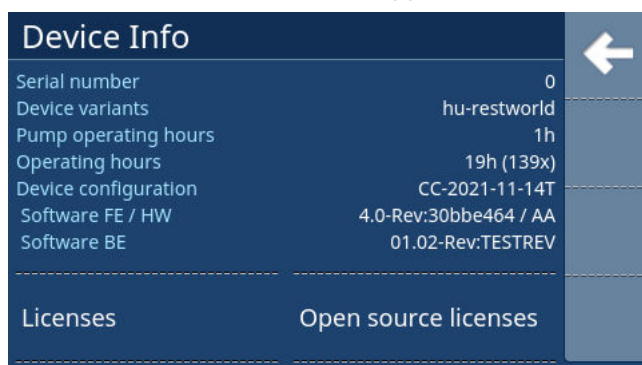 Device Info
Serial number 0
Device variants hu-restworld
Pump operating hours 1h
Operating hours 19h (139x)
Device configuration CC-2021-11-14T
Software FE / HW 4.0-Rev:30bbe464 / AA
Software BE 01.02-Rev:TESTREV
Licenses Open source licenses